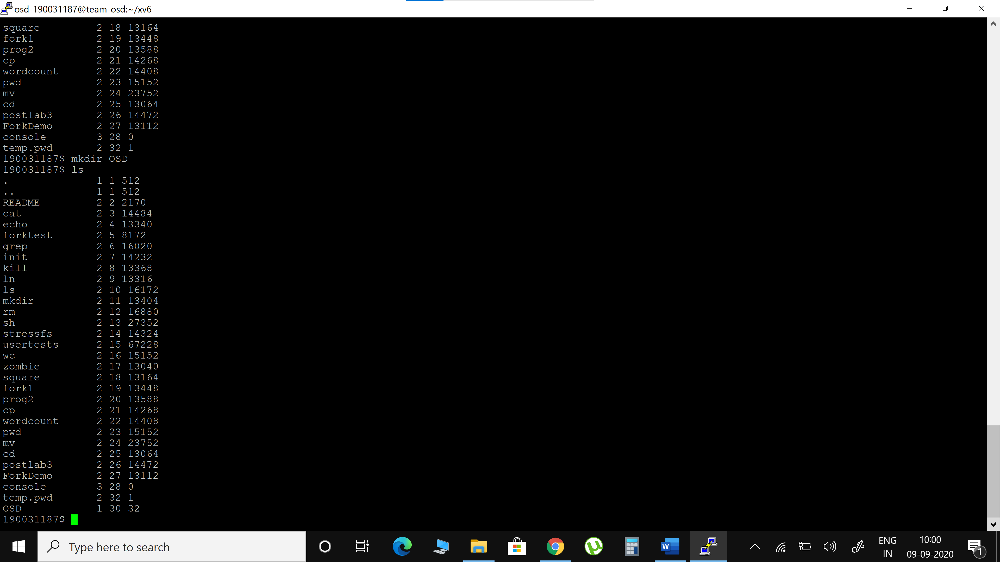 osd-190031187@team-osd:~/xv6
square 2 18 13164
fork1 2 19 13448
prog2 2 20 13588
cp 2 21 14268
wordcount 2 22 14408
pwd 2 23 15152
mv 2 24 23752
cd 2 25 13064
postlab3 2 26 14472
ForkDemo 2 27 13112
console 3 28 0
temp.pwd 2 32 1
190031187$ mkdir OSD
190031187$ ls
. 1 1 512
.. 1 1 512
README 2 2 2170
cat 2 3 14484
echo 2 4 13340
forktest 2 5 8172
grep 2 6 16020
init 2 7 14232
kill 2 8 13368
ln 2 9 13316
ls 2 10 16172
mkdir 2 11 13404
rm 2 12 16880
sh 2 13 27352
stressfs 2 14 14324
usertests 2 15 67228
wc 2 16 15152
zombie 2 17 13040
square 2 18 13164
fork1 2 19 13448
prog2 2 20 13588
cp 2 21 14268
wordcount 2 22 14408
pwd 2 23 15152
mv 2 24 23752
cd 2 25 13064
postlab3 2 26 14472
ForkDemo 2 27 13112
console 3 28 0
temp.pwd 2 32 1
OSD 1 30 32
190031187$
Type here to search
W
µ
ENG
IN
10:00
09-09-2020
1